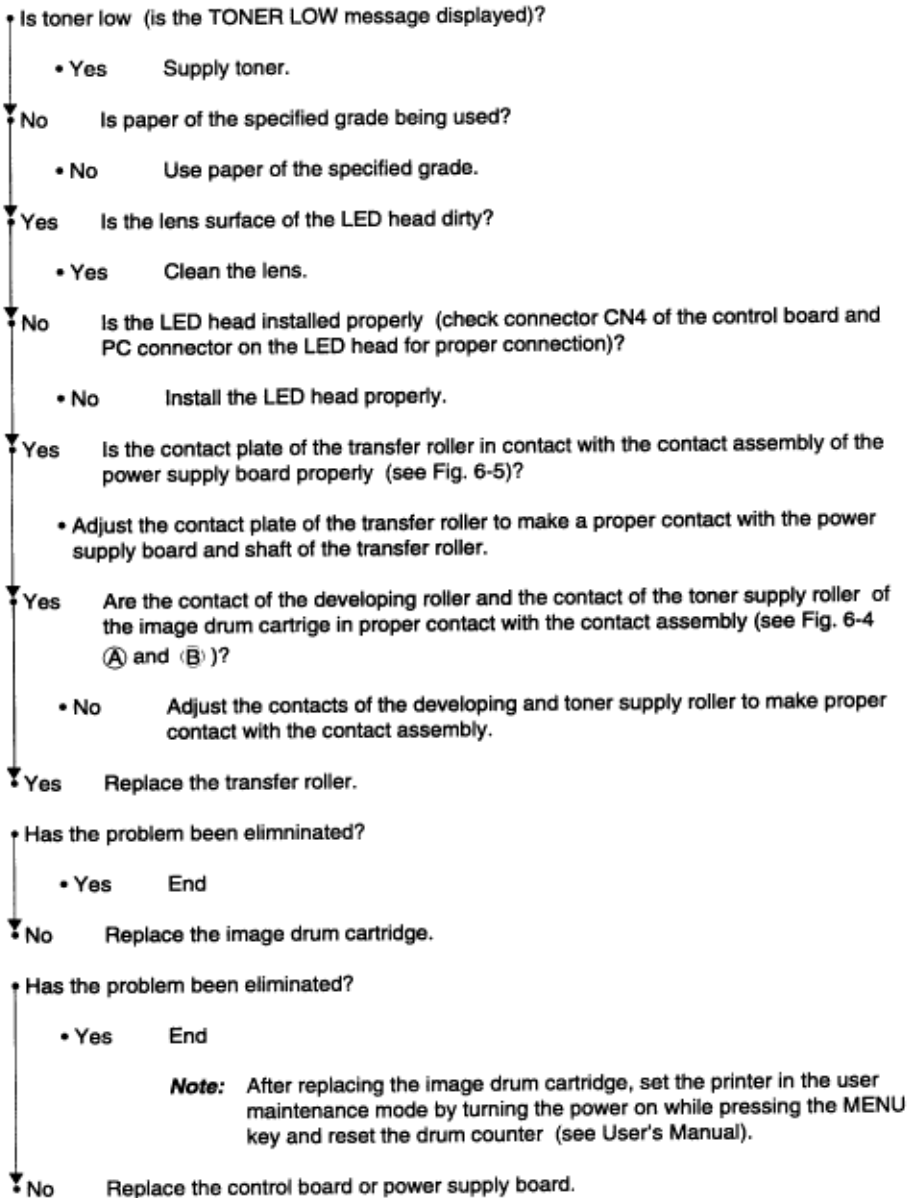 • Is toner low (is the TONER LOW message displayed)?
• Yes Supply toner.
• No Is paper of the specified grade being used?
• No Use paper of the specified grade.
• Yes Is the lens surface of the LED head dirty?
• Yes Clean the lens.
• No Is the LED head installed properly (check connector CN4 of the control board and
PC connector on the LED head for proper connection)?
• No Install the LED head properly.
• Yes Is the contact plate of the transfer roller in contact with the contact assembly of the
power supply board properly (see Fig. 6-5)?
• Adjust the contact plate of the transfer roller to make a proper contact with the power
supply board and shaft of the transfer roller.
• Yes Are the contact of the developing roller and the contact of the toner supply roller of
the image drum cartrige in proper contact with the contact assembly (see Fig. 6-4
Ⓐ and Ⓑ )?
• No Adjust the contacts of the developing and toner supply roller to make proper
contact with the contact assembly.
• Yes Replace the transfer roller.
• Has the problem been elimninated?
• Yes End
• No Replace the image drum cartridge.
• Has the problem been eliminated?
• Yes End
Note: After replacing the image drum cartridge, set the printer in the user
maintenance mode by turning the power on while pressing the MENU
key and reset the drum counter (see User's Manual).
• No Replace the control board or power supply board.